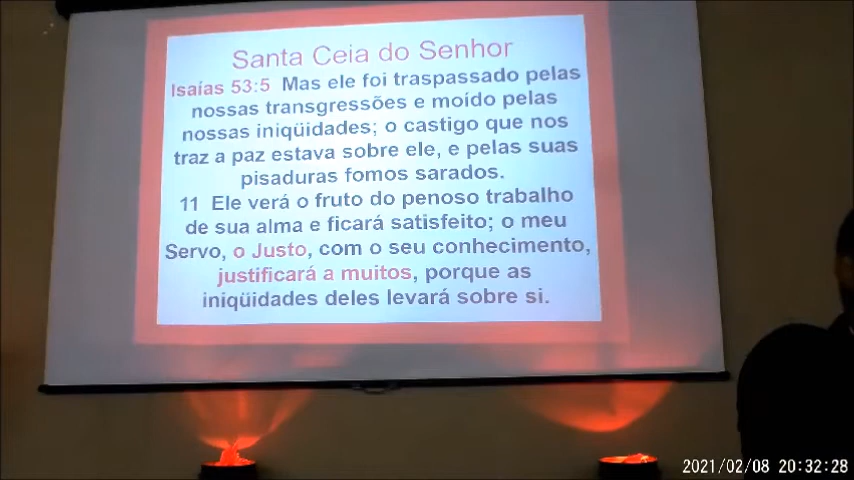 Santa Ceia do Senhor
Isaías 53:5 Mas ele foi traspassado pelas
nossas transgressões e moído pelas
nossas iniqüidades; o castigo que nos
traz a paz estava sobre ele, e pelas suas
pisaduras fomos sarados.
11 Ele verá o fruto do penoso trabalho
de sua alma e ficará satisfeito; o meu
Servo, o Justo, com o seu conhecimento,
justificará a muitos, porque as
iniqüidades deles levará sobre si.
2021/02/08 20:32:28